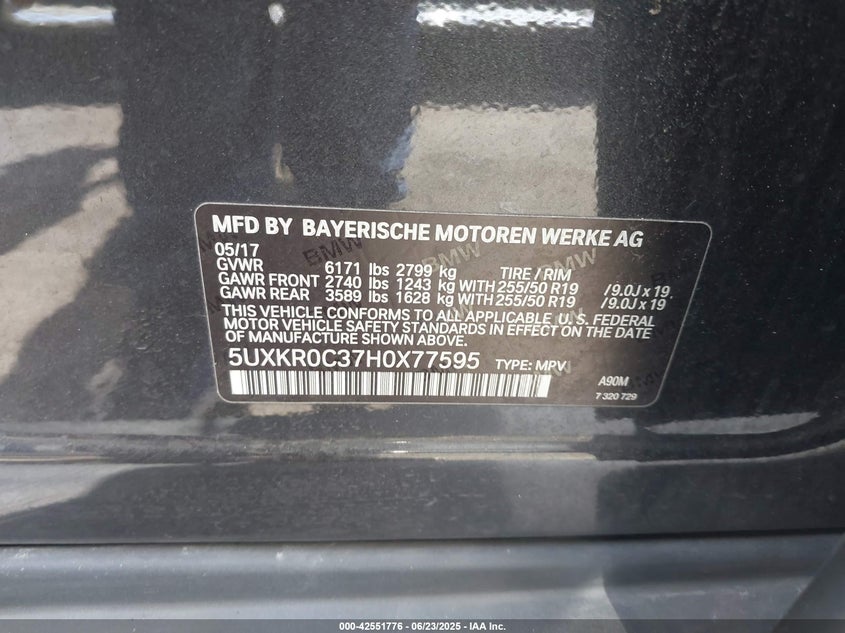 MFD BY BAYERISCHE MOTOREN WERKE AG
05/17
GVWR 6171 lbs 2799 kg TIRE / RIM
GAWR FRONT 2740 lbs 1243 kg WITH 255/50 R19 / 9.0J x 19
GAWR REAR 3589 lbs 1628 kg WITH 255/50 R19 / 9.0J x 19
THIS VEHICLE CONFORMS TO ALL APPLICABLE U.S. FEDERAL
MOTOR VEHICLE SAFETY STANDARDS IN EFFECT ON THE DATE
OF MANUFACTURE SHOWN ABOVE.
5UXKR0C37H0X77595 TYPE: MPV
A90M
7 320 729
000-42551776 - 06/23/2025 - IAA Inc.